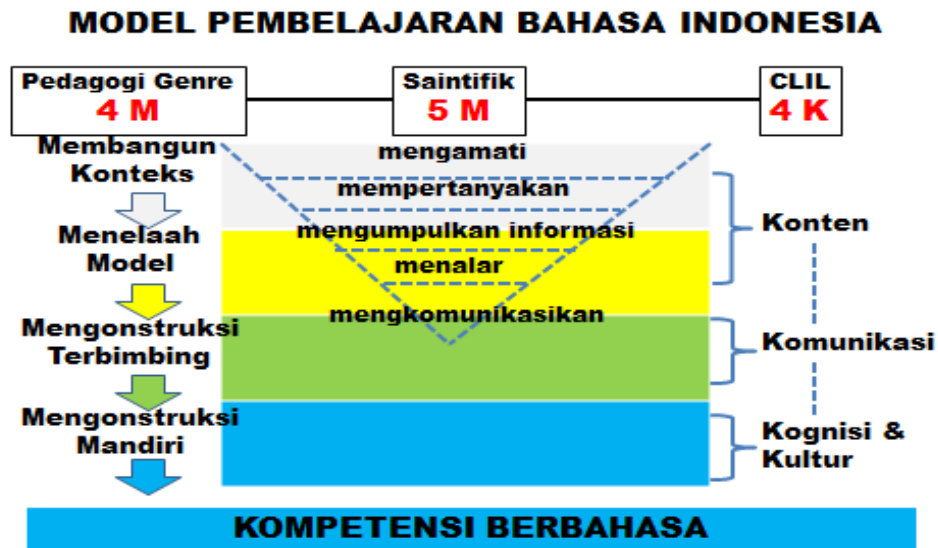 MODEL PEMBELAJARAN BAHASA INDONESIA
Pedagogi Genre
4 M
Saintifik
5 M
CLIL
4 K
Membangun
Konteks
Menelaah
Model
Mengonstruksi
Terbimbing
Mengonstruksi
Mandiri
mengamati
mempertanyakan
mengumpulkan informasi
menalar
mengkomunikasikan
Konten
Komunikasi
Kognisi &
Kultur
KOMPETENSI BERBAHASA